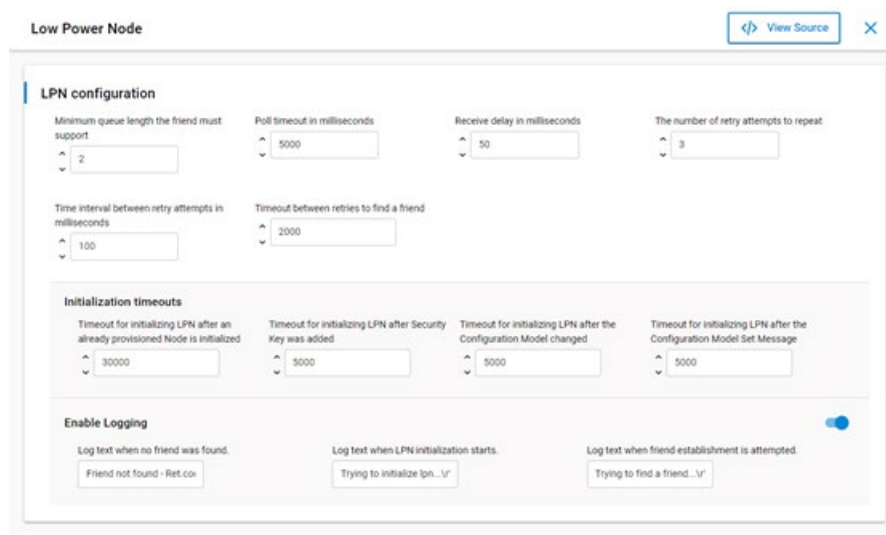 Low Power Node
</> View Source
LPN configuration
Minimum queue length the friend must
support
2
Poll timeout in milliseconds
5000
Receive delay in milliseconds
50
The number of retry attempts to repeat
3
Time interval between retry attempts in
milliseconds
100
Timeout between retries to find a friend
2000
Initialization timeouts
Timeout for initializing LPN after an
already provisioned Node is initialized
30000
Timeout for initializing LPN after Security
Key was added
5000
Timeout for initializing LPN after the
Configuration Model changed
5000
Timeout for initializing LPN after the
Configuration Model Set Message
5000
Enable Logging
Log text when no friend was found.
Friend not found - Ret.co
Log text when LPN initialization starts.
Trying to initialize lpn...\r
Log text when friend establishment is attempted.
Trying to find a friend...\r